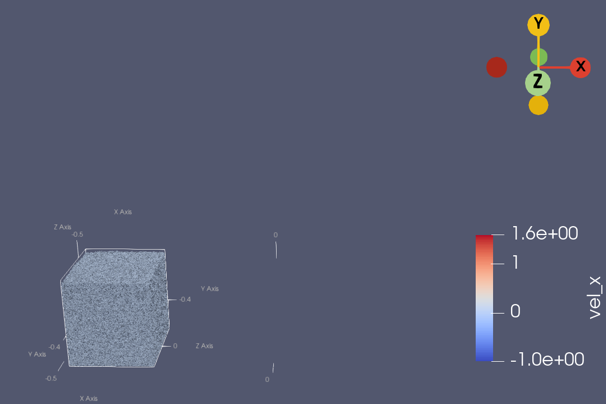 Y
X
Z
X Axis
Z Axis
-0.5
0
1.6e+00
1
Y Axis
-0.4
0
vel_x
-0.4
0
Z Axis
Y Axis
-1.0e+00
-0.5
0
X Axis